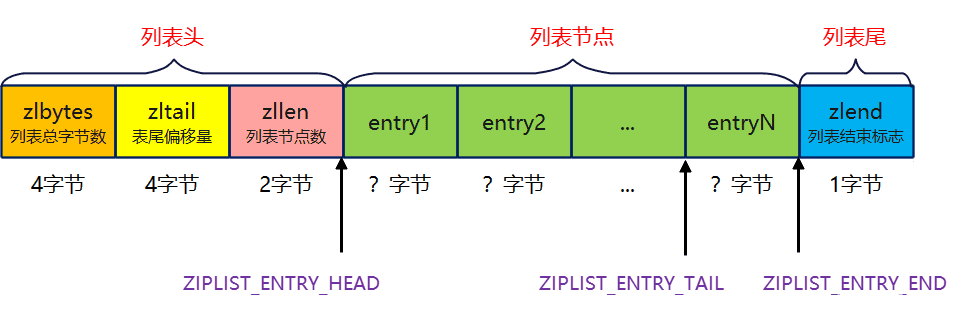 列表头 列表节点 列表尾
zlbytes zltail zllen entry1 entry2 ... entryN zlend
列表总字节数 表尾偏移量 列表节点数 列表结束标志
4字节 4字节 2字节 ？字节 ？字节 ... ？字节 1字节
ZIPLIST_ENTRY_HEAD ZIPLIST_ENTRY_TAIL ZIPLIST_ENTRY_END